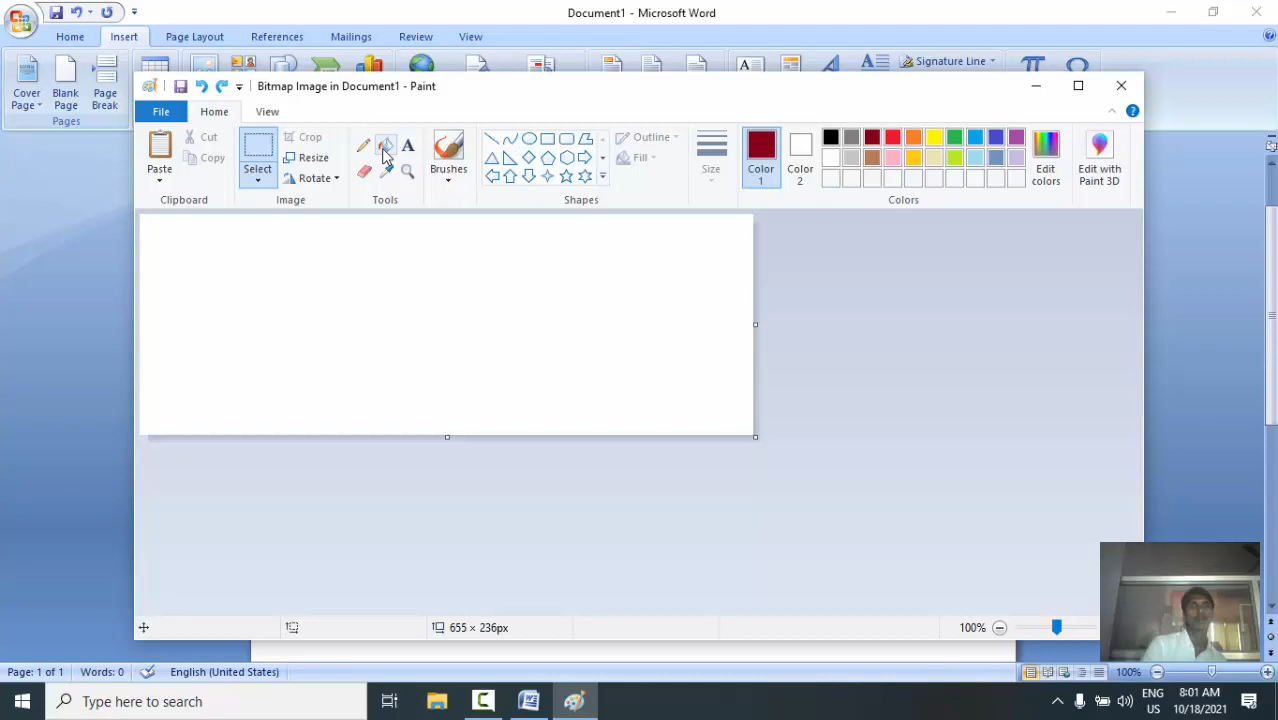 Document1 - Microsoft Word
Home Insert Page Layout References Mailings Review View
Cover Page
Blank Page
Page Break
Pages
Signature Line
Bitmap Image in Document1 - Paint
File Home View
Paste
Cut
Copy
Clipboard
Select
Crop
Resize
Rotate
Image
A
Tools
Brushes
Shapes
Outline
Fill
Size
Color 1
Color 2
Edit colors
Edit with Paint 3D
Colors
655 × 236px
100%
Page: 1 of 1 Words: 0 English (United States) 100%
Type here to search
ENG US
8:01 AM
10/18/2021